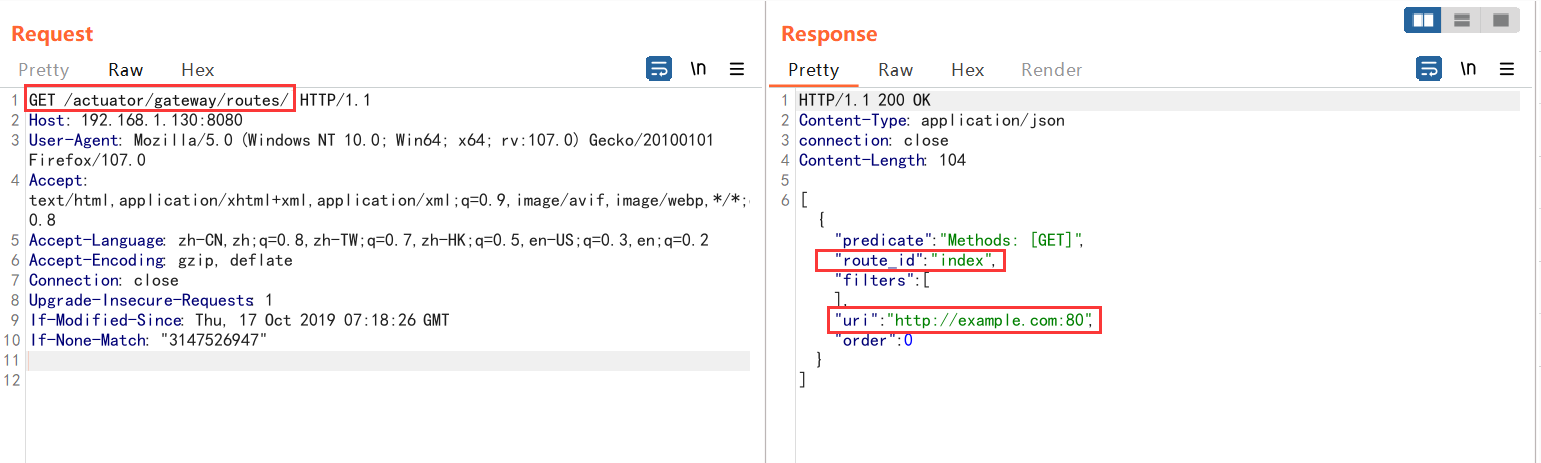 Request
Pretty Raw Hex \n
1 GET /actuator/gateway/routes/ HTTP/1.1
2 Host: 192.168.1.130:8080
3 User-Agent: Mozilla/5.0 (Windows NT 10.0; Win64; x64; rv:107.0) Gecko/20100101
Firefox/107.0
4 Accept:
text/html,application/xhtml+xml,application/xml;q=0.9,image/avif,image/webp,*/*;
0.8
5 Accept-Language: zh-CN,zh;q=0.8,zh-TW;q=0.7,zh-HK;q=0.5,en-US;q=0.3,en;q=0.2
6 Accept-Encoding: gzip, deflate
7 Connection: close
8 Upgrade-Insecure-Requests: 1
9 If-Modified-Since: Thu, 17 Oct 2019 07:18:26 GMT
10 If-None-Match: "3147526947"
11
12
Response
Pretty Raw Hex Render \n
1 HTTP/1.1 200 OK
2 Content-Type: application/json
3 connection: close
4 Content-Length: 104
5
6 [
{
"predicate":"Methods: [GET]",
"route_id":"index",
"filters":[
],
"uri":"http://example.com:80",
"order":0
}
]